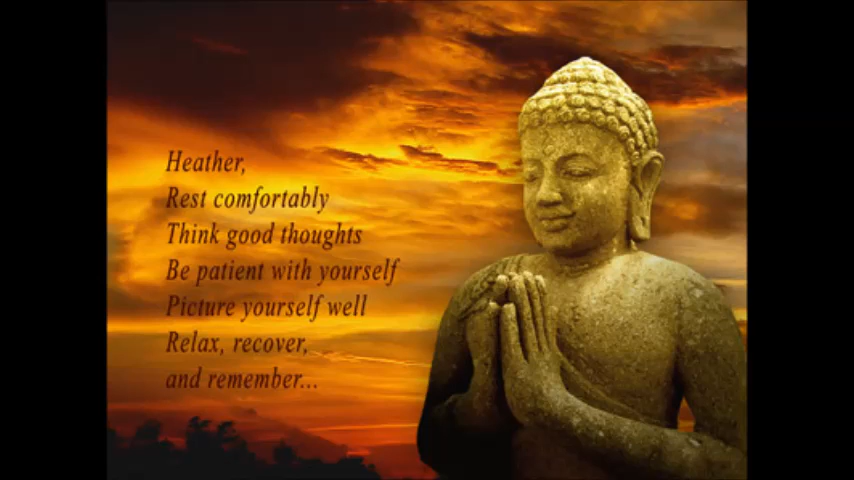 Heather,
Rest comfortably
Think good thoughts
Be patient with yourself
Picture yourself well
Relax, recover,
and remember...